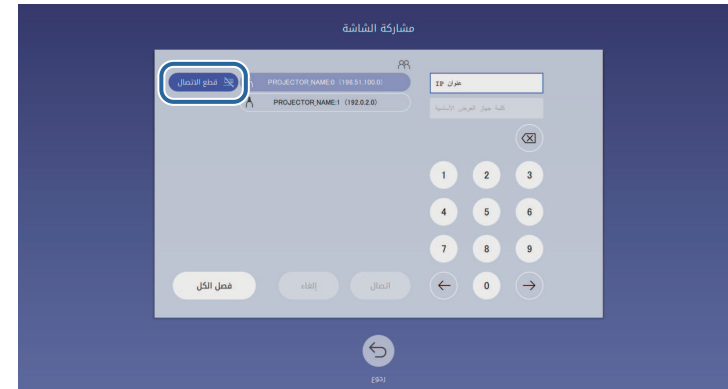 مشاركة الشاشة
قطع الاتصال
PROJECTOR_NAME:0 (198.51.100.0)
PROJECTOR_NAME:1 (192.0.2.0)
عنوان IP
كلمة جهاز العرض الأساسية
1 2 3
4 5 6
7 8 9
0
فصل الكل
إلغاء
اتصال
رجوع